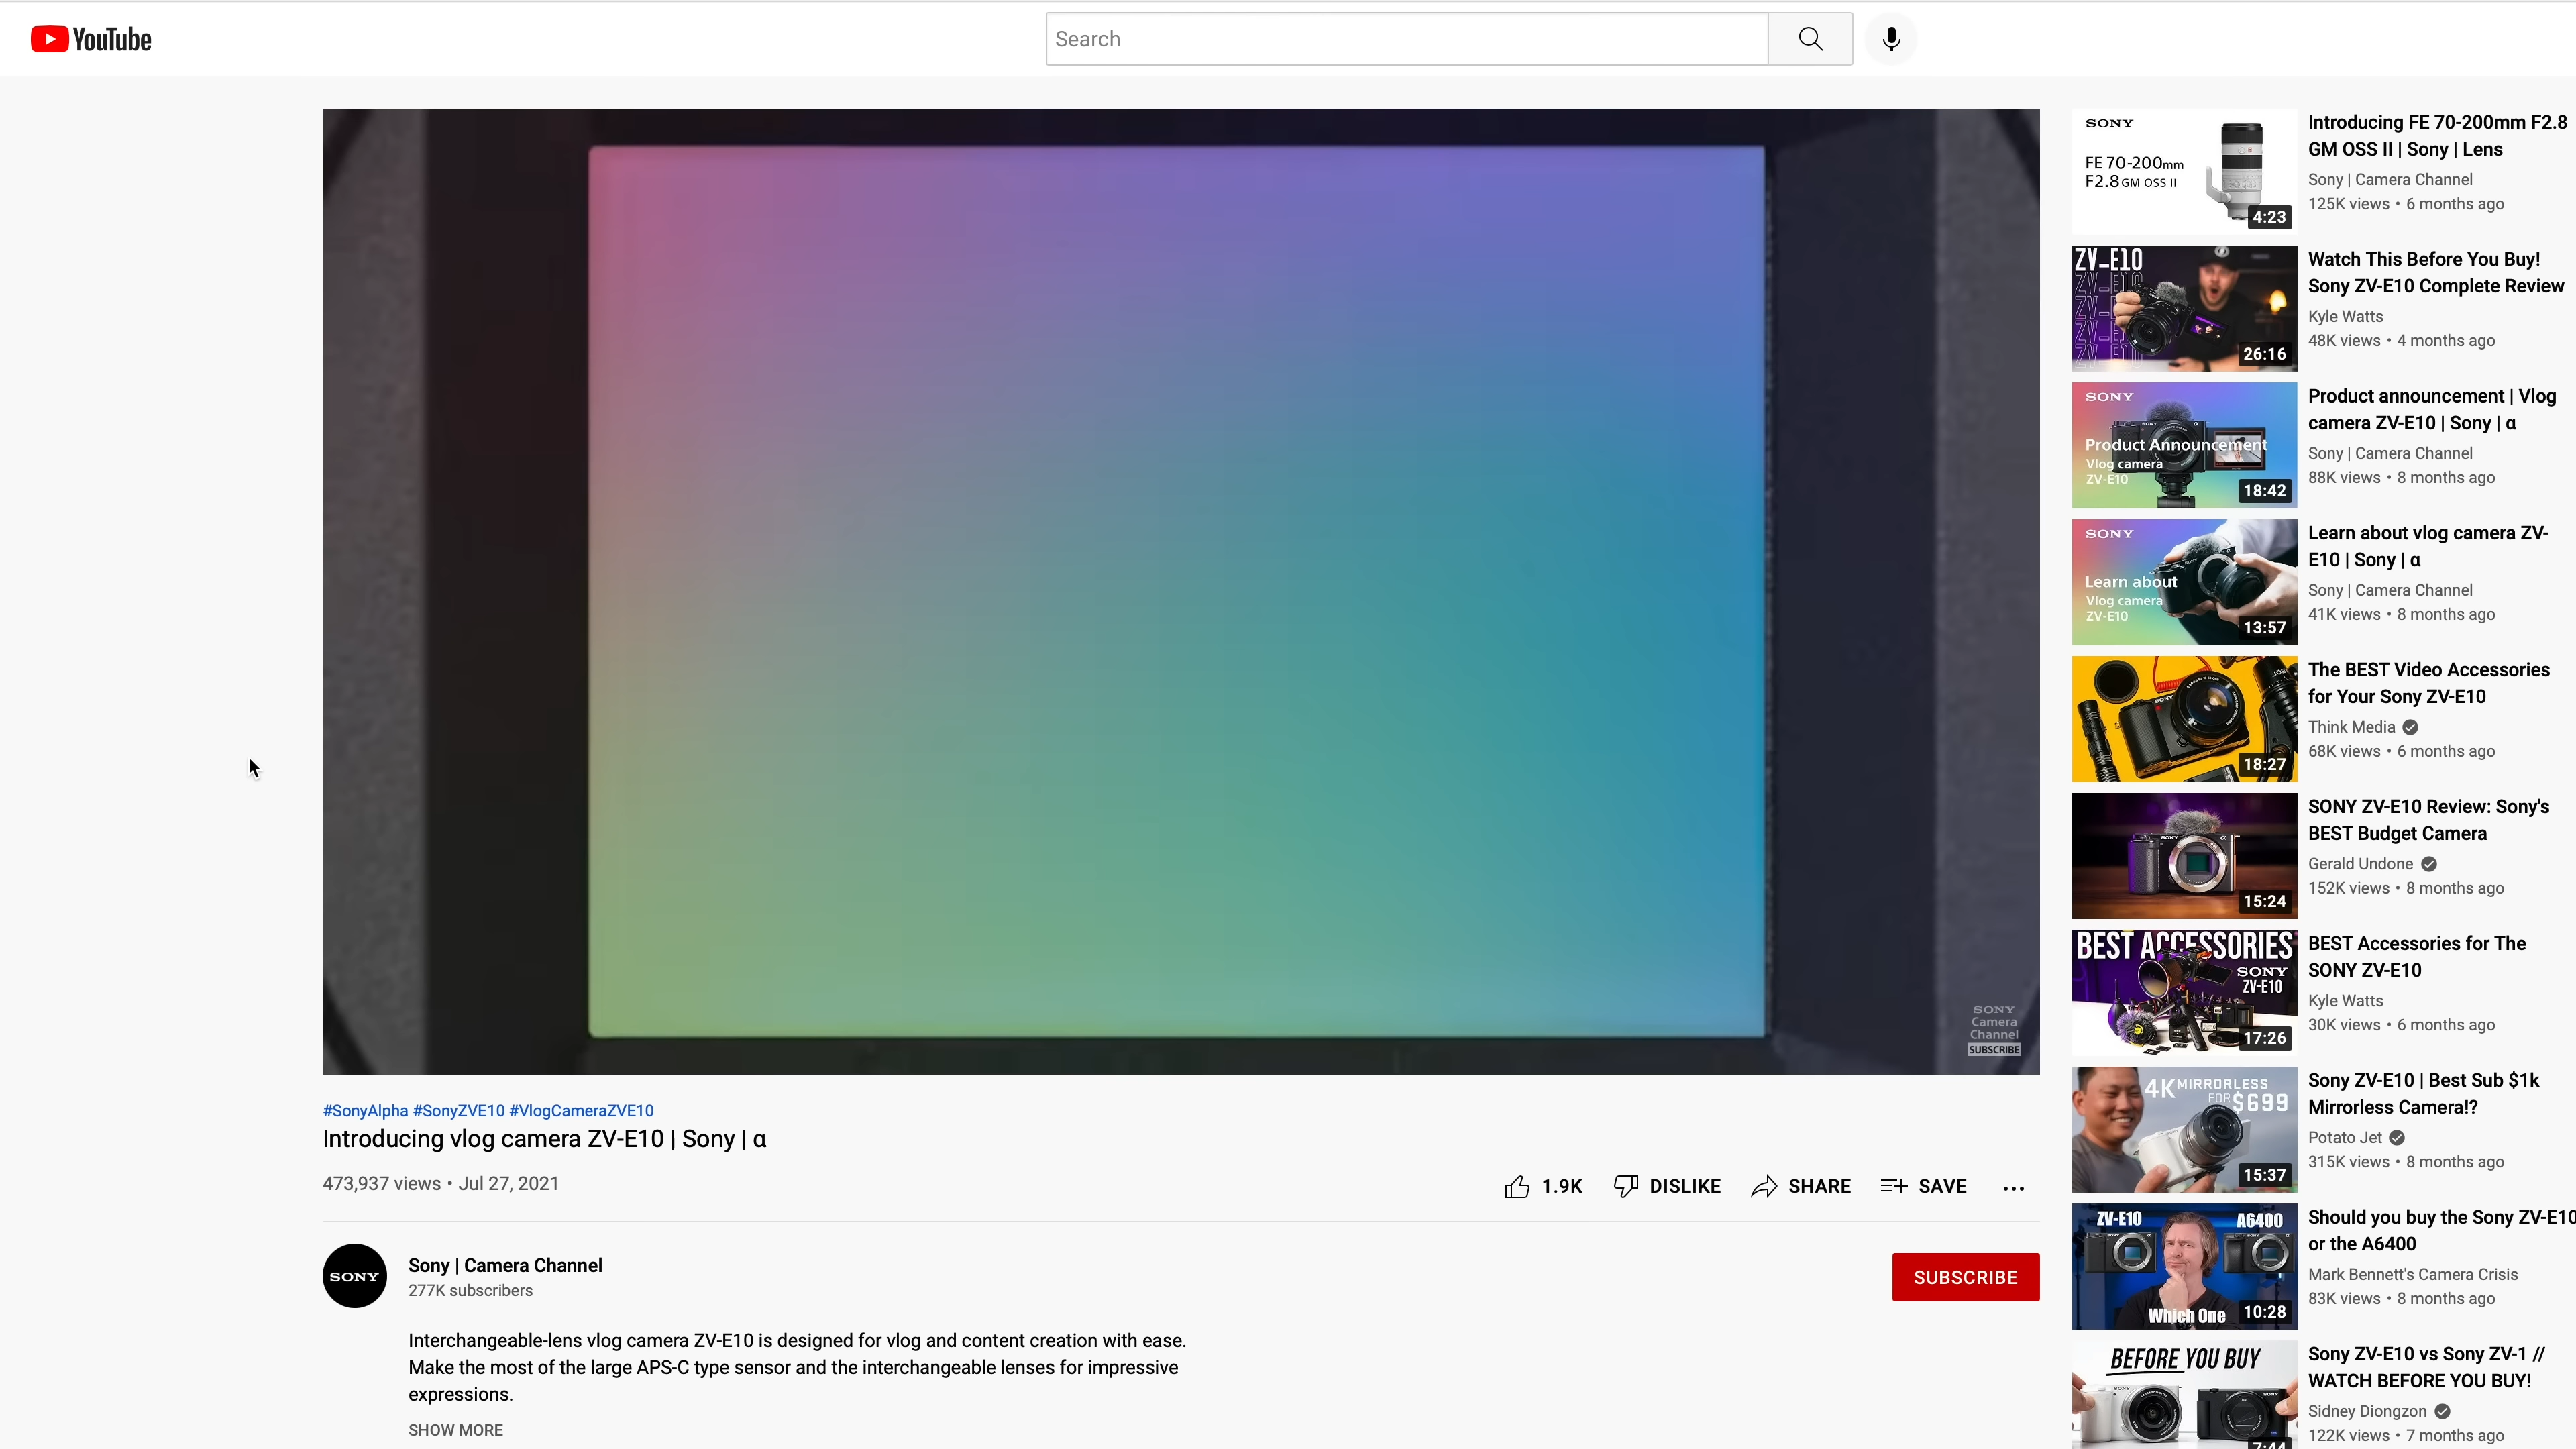 YouTube
Search
SONY
Camera
Channel
SUBSCRIBE
#SonyAlpha #SonyZVE10 #VlogCameraZVE10
Introducing vlog camera ZV-E10 | Sony | α
473,937 views • Jul 27, 2021
1.9K DISLIKE SHARE SAVE
SONY
Sony | Camera Channel
277K subscribers
SUBSCRIBE
Interchangeable-lens vlog camera ZV-E10 is designed for vlog and content creation with ease.
Make the most of the large APS-C type sensor and the interchangeable lenses for impressive
expressions.
SHOW MORE
SONY
FE 70-200mm
F2.8 GM OSS II
4:23
Introducing FE 70-200mm F2.8
GM OSS II | Sony | Lens
Sony | Camera Channel
125K views • 6 months ago
ZV-E10
26:16
Watch This Before You Buy!
Sony ZV-E10 Complete Review
Kyle Watts
48K views • 4 months ago
SONY
Product Announcement
Vlog camera
ZV-E10
18:42
Product announcement | Vlog
camera ZV-E10 | Sony | α
Sony | Camera Channel
88K views • 8 months ago
SONY
Learn about
Vlog camera
ZV-E10
13:57
Learn about vlog camera ZV-
E10 | Sony | α
Sony | Camera Channel
41K views • 8 months ago
18:27
The BEST Video Accessories
for Your Sony ZV-E10
Think Media
68K views • 6 months ago
SONY
15:24
SONY ZV-E10 Review: Sony's
BEST Budget Camera
Gerald Undone
152K views • 8 months ago
BEST ACCESSORIES
SONY
ZV-E10
17:26
BEST Accessories for The
SONY ZV-E10
Kyle Watts
30K views • 6 months ago
4K MIRRORLESS
FOR $699
15:37
Sony ZV-E10 | Best Sub $1k
Mirrorless Camera!?
Potato Jet
315K views • 8 months ago
ZV-E10 A6400
Which One
10:28
Should you buy the Sony ZV-E10
or the A6400
Mark Bennett's Camera Crisis
83K views • 8 months ago
BEFORE YOU BUY
7:44
Sony ZV-E10 vs Sony ZV-1 //
WATCH BEFORE YOU BUY!
Sidney Diongzon
122K views • 7 months ago